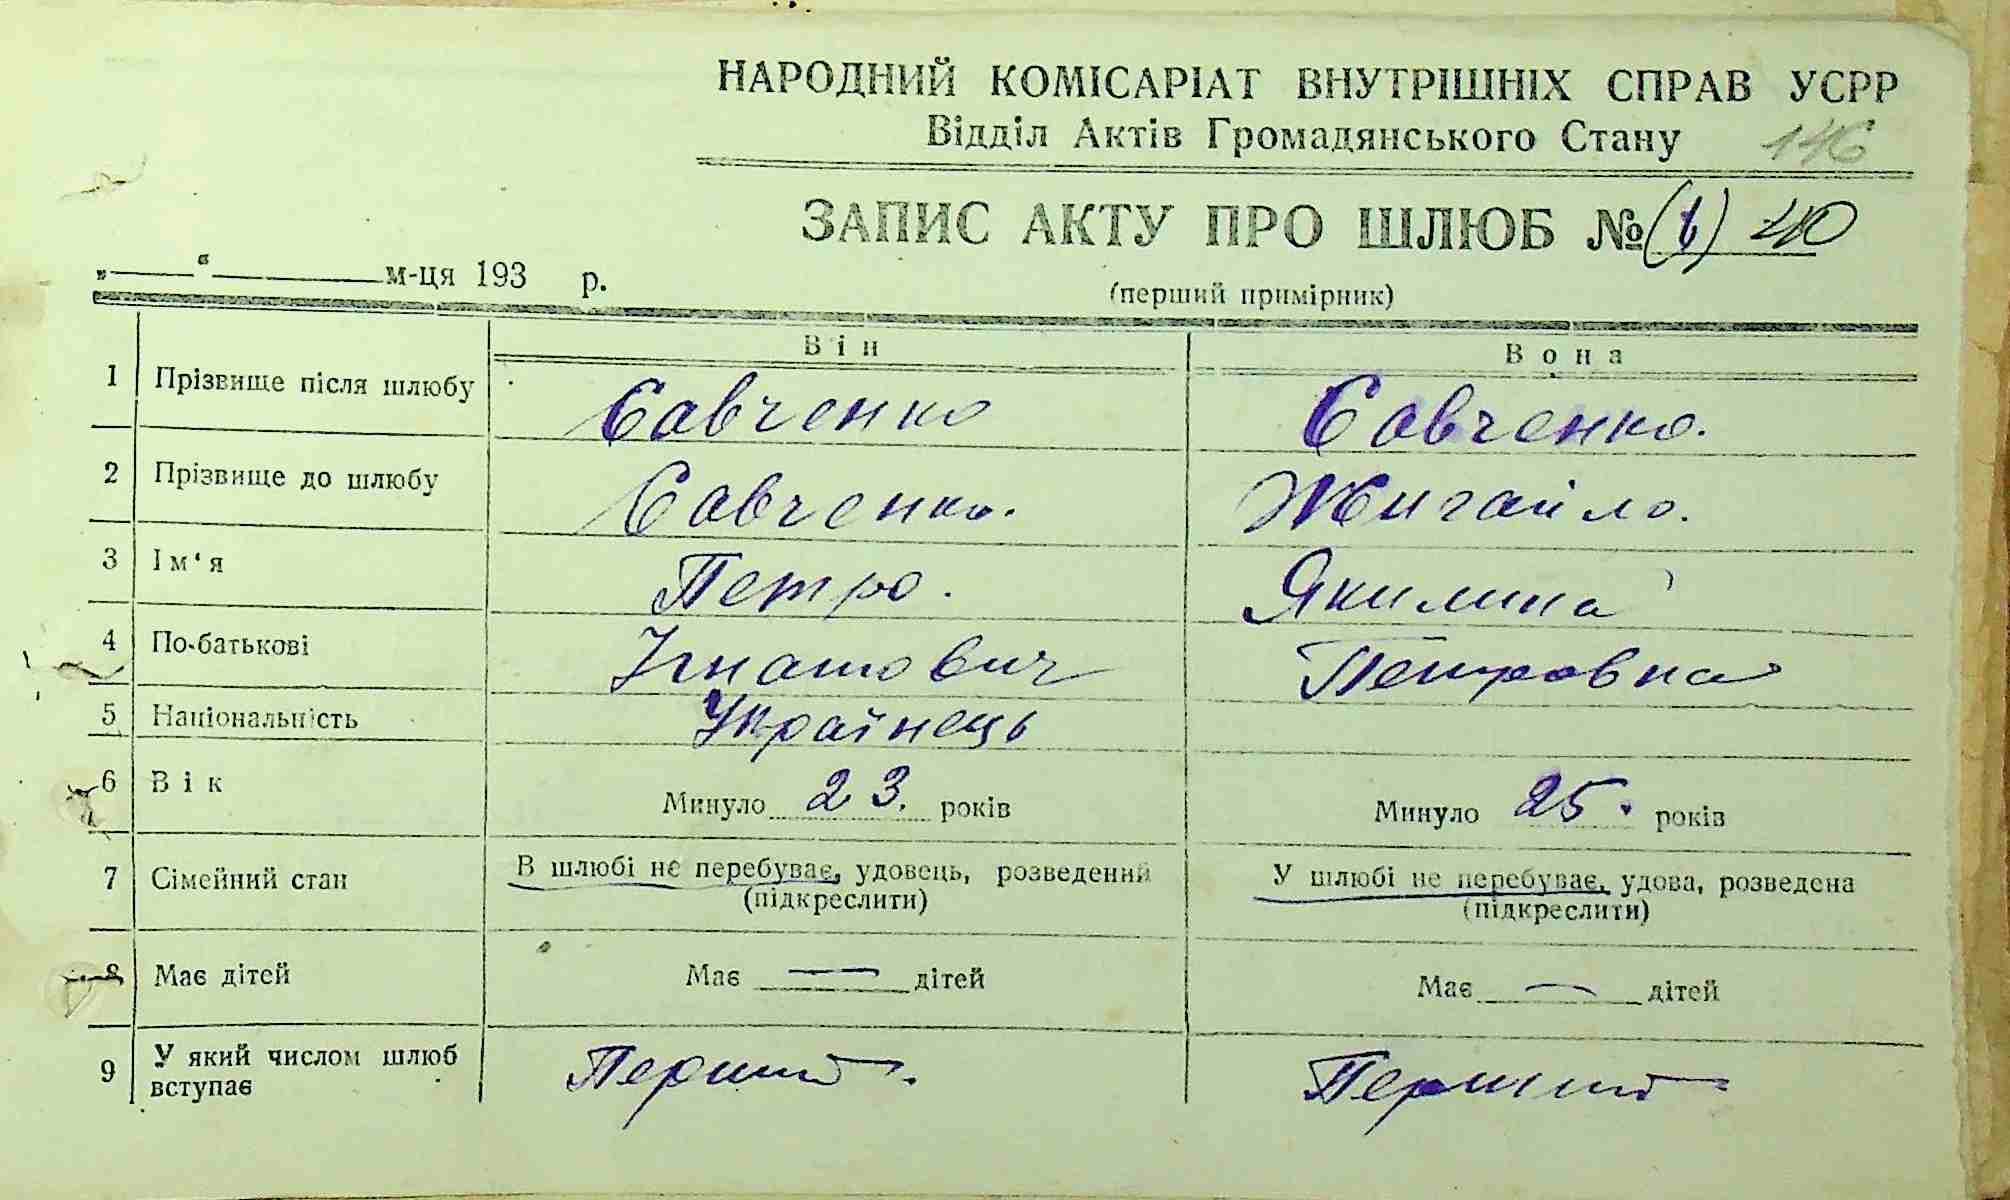 НАРОДНИЙ КОМІСАРІАТ ВНУТРІШНІХ СПРАВ УСРР
Відділ Актів Громадянського Стану 146
ЗАПИС АКТУ ПРО ШЛЮБ № 40
„ “ м-ця 193 р.
(перший примірник)
Він Вона
1 Прізвище після шлюбу Савченко Савченко.
2 Прізвище до шлюбу Савченко. Жигайло.
3 Ім'я Петро. Якилина
4 По-батькові Ігнатович Петровна
5 Національність Українець
6 Вік Минуло 23. років Минуло 25. років
7 Сімейний стан В шлюбі не перебуває, удовець, розведений У шлюбі не перебуває, удова, розведена
(підкреслити) (підкреслити)
8 Має дітей Має — дітей Має — дітей
9 У який числом шлюб Перший. Перший
вступає